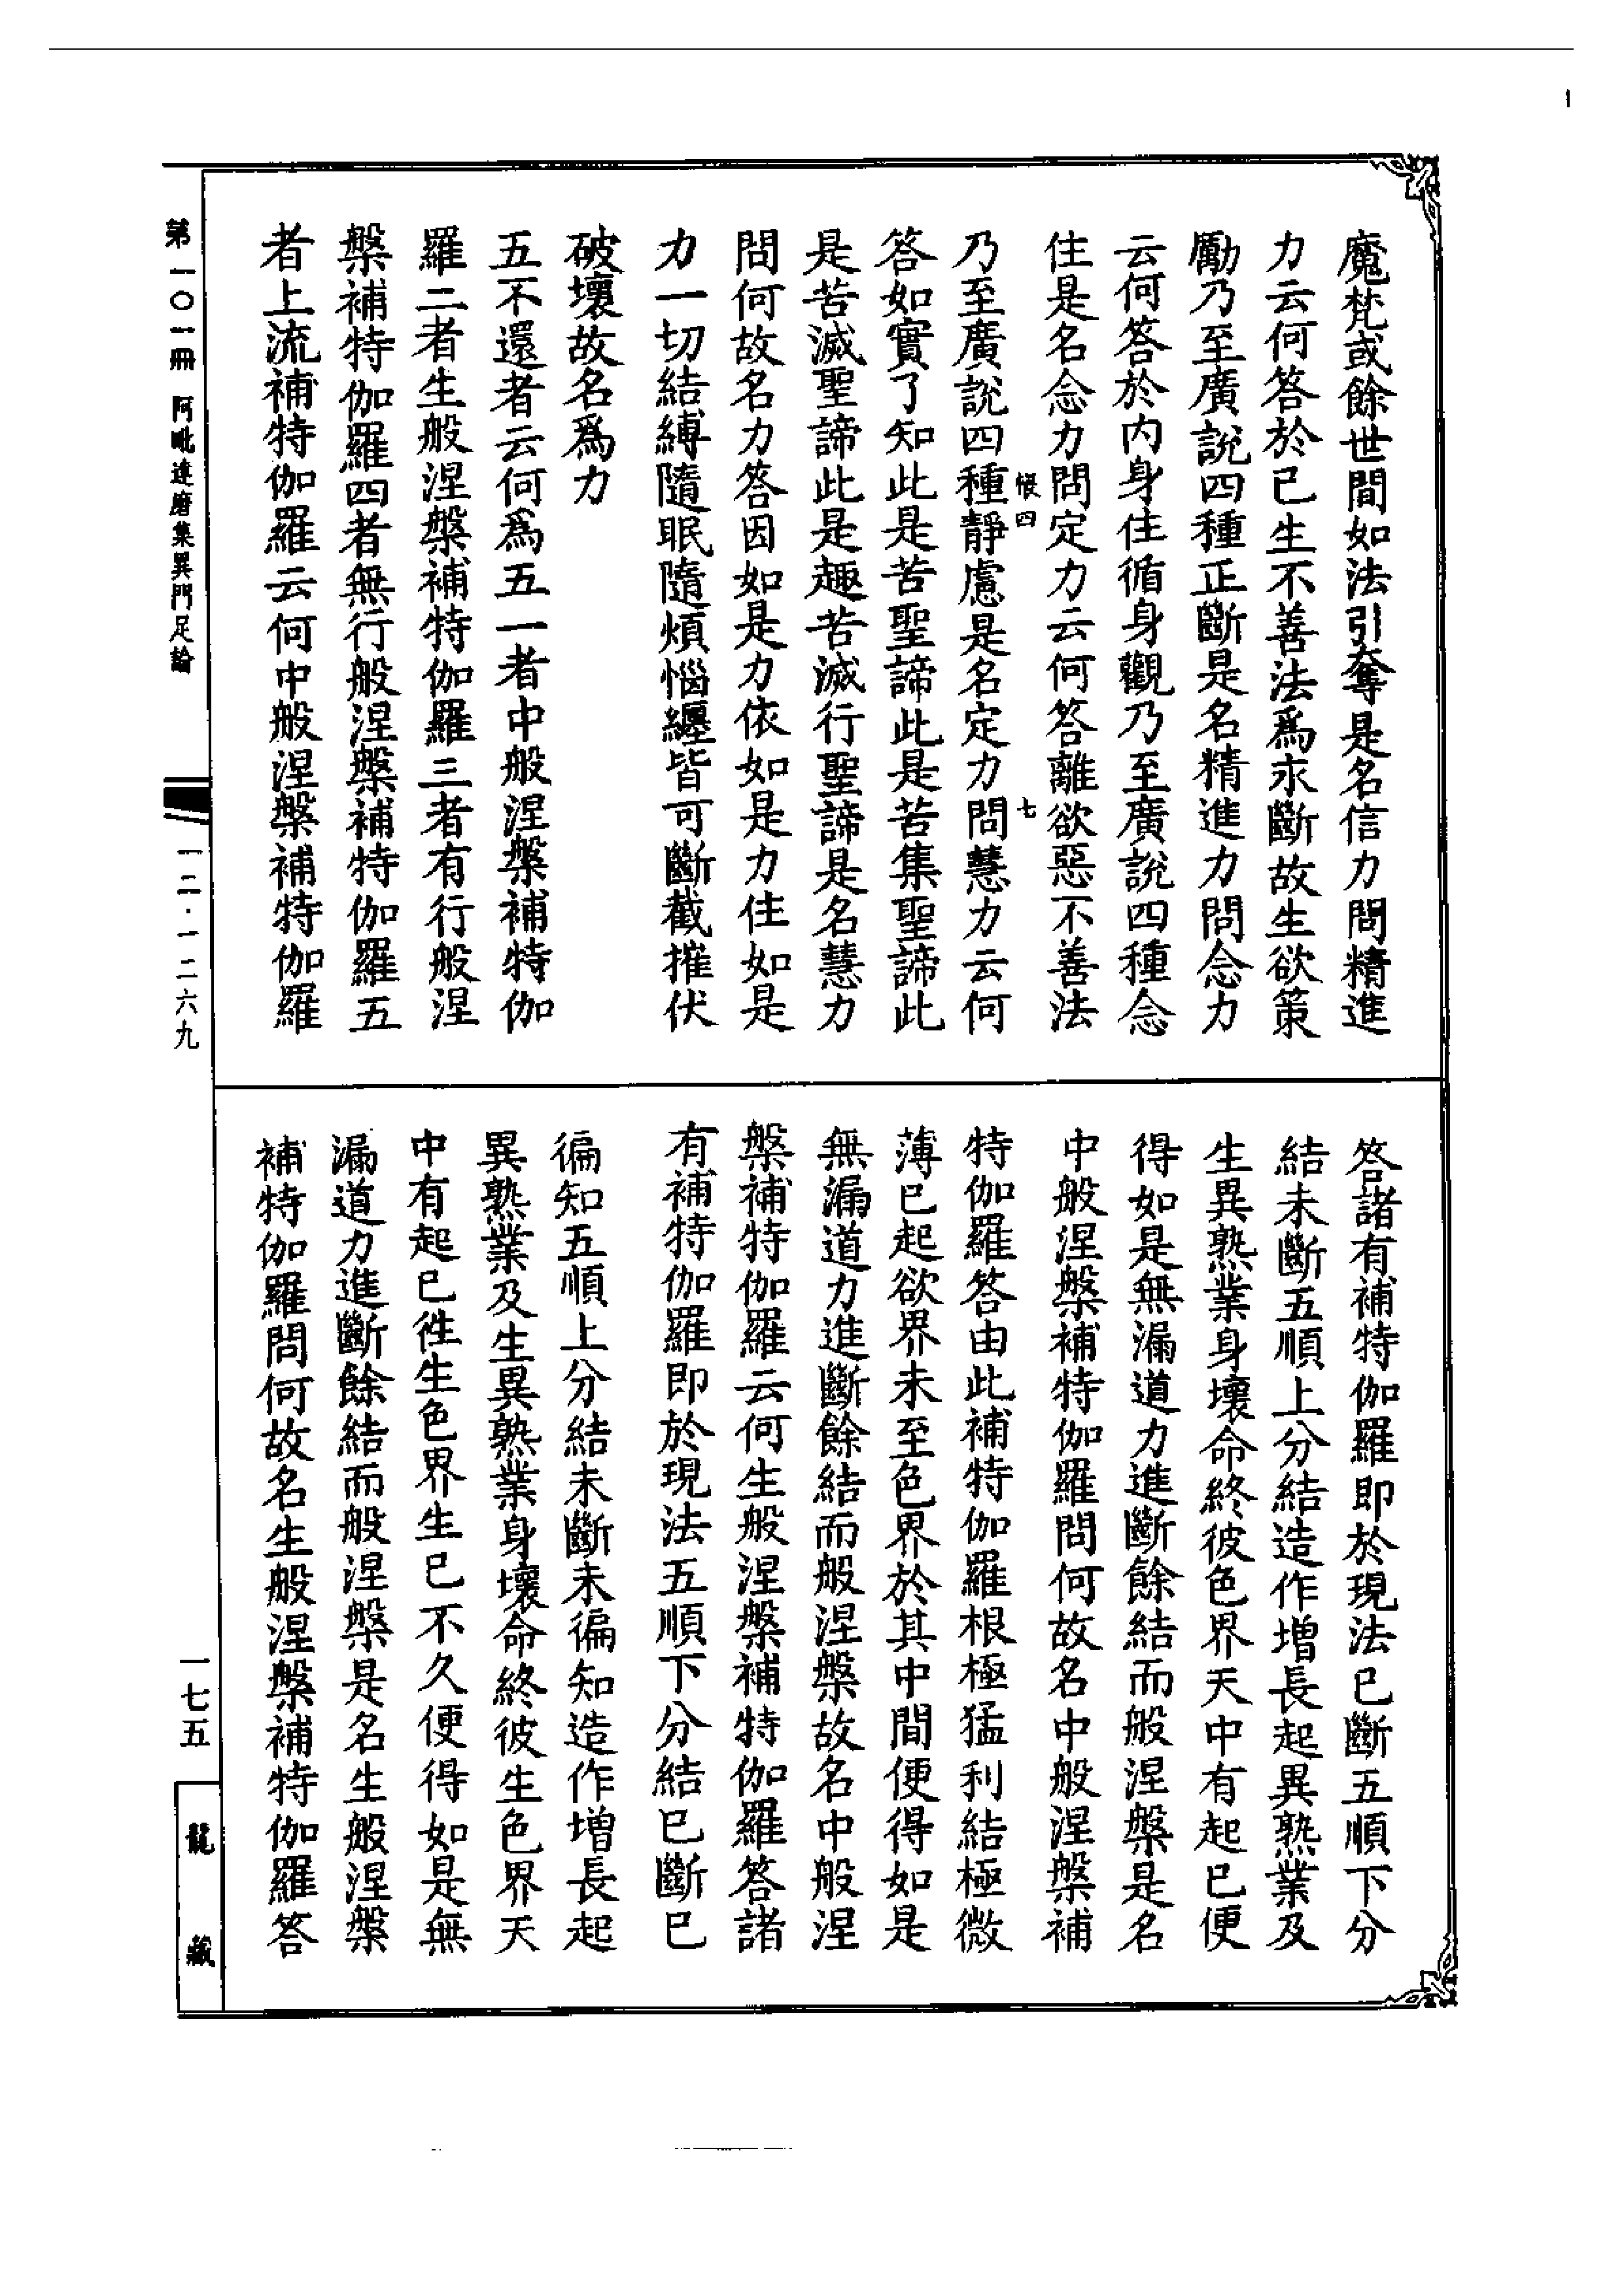 魔梵或餘世間如法引奪是名信力問精進
力云何答於已生不善法爲永斷故生欲策
勵乃至廣說四種正斷是名精進力問念力
云何答於內身住循身觀乃至廣說四種念
住是名念力問定力云何答離欲惡不善法
乃至廣說四種靜慮是名定力問慧力云何
答如實了知此是苦聖諦此是苦集聖諦此
是苦滅聖諦此是趣苦滅行聖諦是名慧力
問何故名力答因如是力依如是力住如是
力一切結縛隨眠隨煩惱纏皆可斷截摧伏
破壞故名爲力
五不還者云何爲五一者中般涅槃補特伽
羅二者生般涅槃補特伽羅三者有行般涅
槃補特伽羅四者無行般涅槃補特伽羅五
者上流補特伽羅云何中般涅槃補特伽羅
答諸有補特伽羅即於現法已斷五順下分
結未斷五順上分結造作增長起異熟業及
生異熟業身壞命終彼色界天中有起已便
得如是無漏道力進斷餘結而般涅槃是名
中般涅槃補特伽羅問何故名中般涅槃補
特伽羅答由此補特伽羅根極猛利結極微
薄已起欲界未至色界於其中間便得如是
無漏道力進斷餘結而般涅槃故名中般涅
槃補特伽羅云何生般涅槃補特伽羅答諸
有補特伽羅即於現法五順下分結已斷已
徧知五順上分結未斷未徧知造作增長起
異熟業及生異熟業身壞命終彼生色界天
中有起已徃生色界生已不久便得如是無
漏道力進斷餘結而般涅槃是名生般涅槃
補特伽羅問何故名生般涅槃補特伽羅答
第一〇一冊 阿毗達磨集異門足論
一二·一二六九
一七五
龍藏